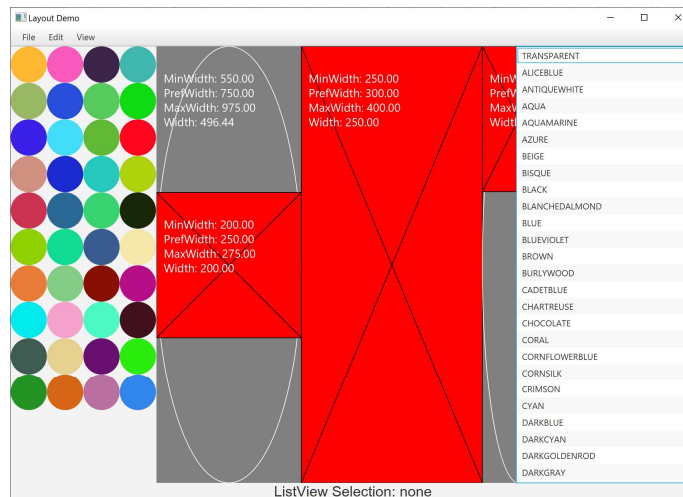 Layout Demo
File Edit View
MinWidth: 550.00
PrefWidth: 750.00
MaxWidth: 975.00
Width: 496.44
MinWidth: 250.00
PrefWidth: 300.00
MaxWidth: 400.00
Width: 250.00
MinWidth: 200.00
PrefWidth: 250.00
MaxWidth: 275.00
Width: 200.00
TRANSPARENT
ALICEBLUE
ANTIQUEWHITE
AQUA
AQUAMARINE
AZURE
BEIGE
BISQUE
BLACK
BLANCHEDALMOND
BLUE
BLUEVIOLET
BROWN
BURLYWOOD
CADETBLUE
CHARTREUSE
CHOCOLATE
CORAL
CORNFLOWERBLUE
CORNSILK
CRIMSON
CYAN
DARKBLUE
DARKCYAN
DARKGOLDENROD
DARKGRAY
ListView Selection: none